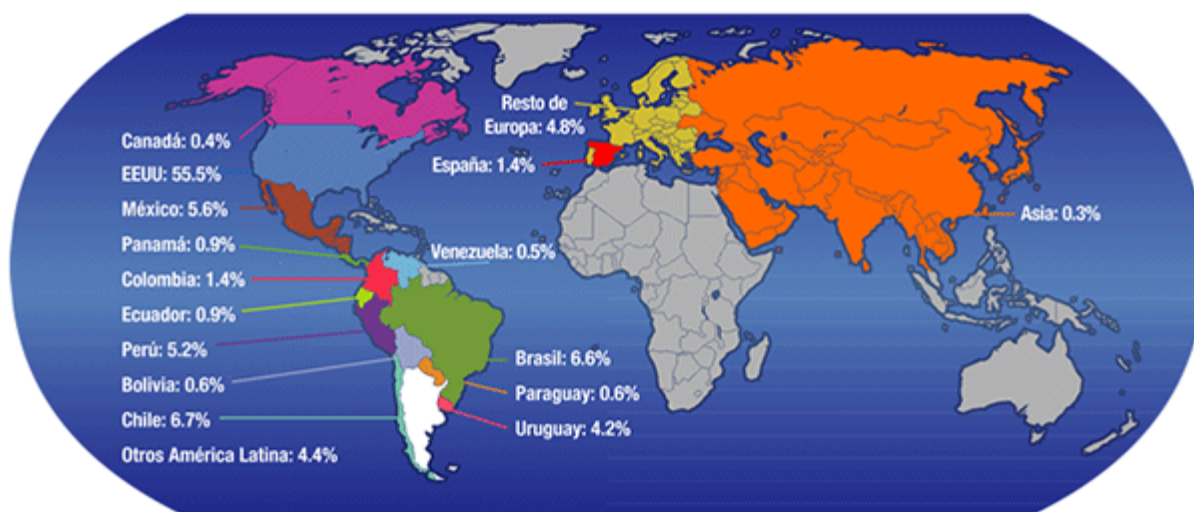 Canadá: 0.4%
EEUU: 55.5%
México: 5.6%
Panamá: 0.9%
Colombia: 1.4%
Ecuador: 0.9%
Perú: 5.2%
Bolivia: 0.6%
Chile: 6.7%
Otros América Latina: 4.4%
Venezuela: 0.5%
Brasil: 6.6%
Paraguay: 0.6%
Uruguay: 4.2%
Resto de
Europa: 4.8%
España: 1.4%
Asia: 0.3%